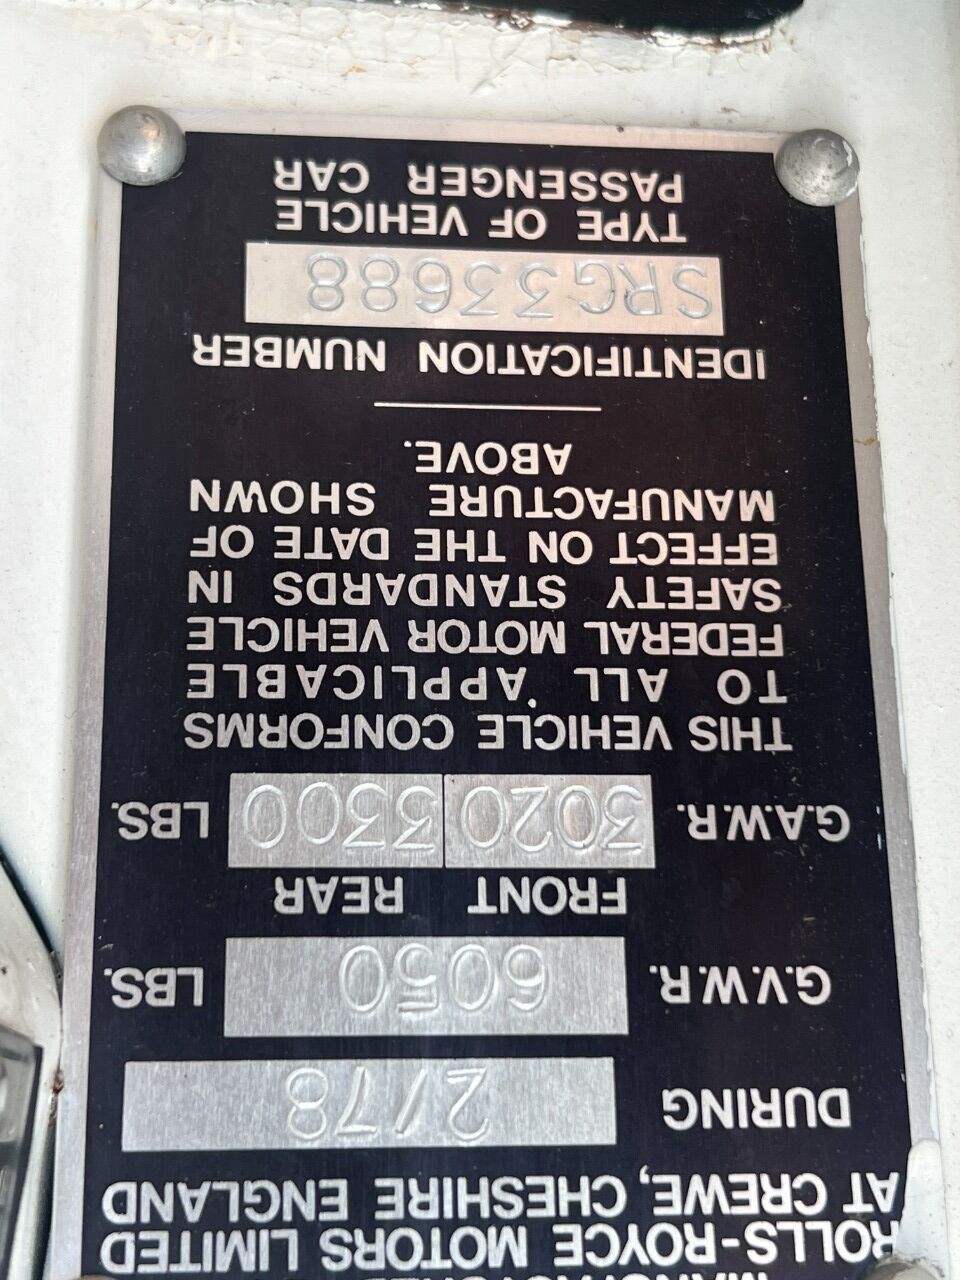 ROLLS-ROYCE MOTORS LIMITED
AT CREWE, CHESHIRE ENGLAND
DURING 2/78
G.V.W.R. 6050 LBS.
FRONT REAR
G.A.W.R. 3020 3300 LBS.
THIS VEHICLE CONFORMS
TO ALL APPLICABLE
FEDERAL MOTOR VEHICLE
SAFETY STANDARDS IN
EFFECT ON THE DATE OF
MANUFACTURE SHOWN
ABOVE.
IDENTIFICATION NUMBER
SRG33688
TYPE OF VEHICLE
PASSENGER CAR